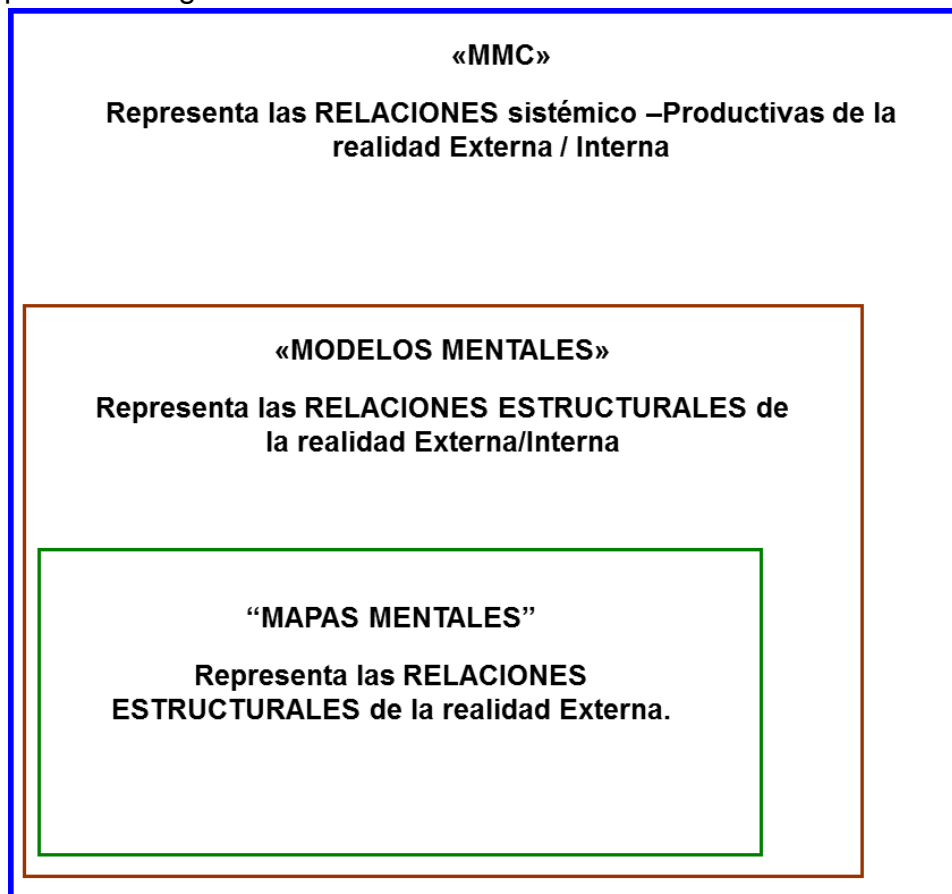 «MMC»
Representa las RELACIONES sistémico –Productivas de la
realidad Externa / Interna
«MODELOS MENTALES»
Representa las RELACIONES ESTRUCTURALES de
la realidad Externa/Interna
“MAPAS MENTALES”
Representa las RELACIONES
ESTRUCTURALES de la realidad Externa.